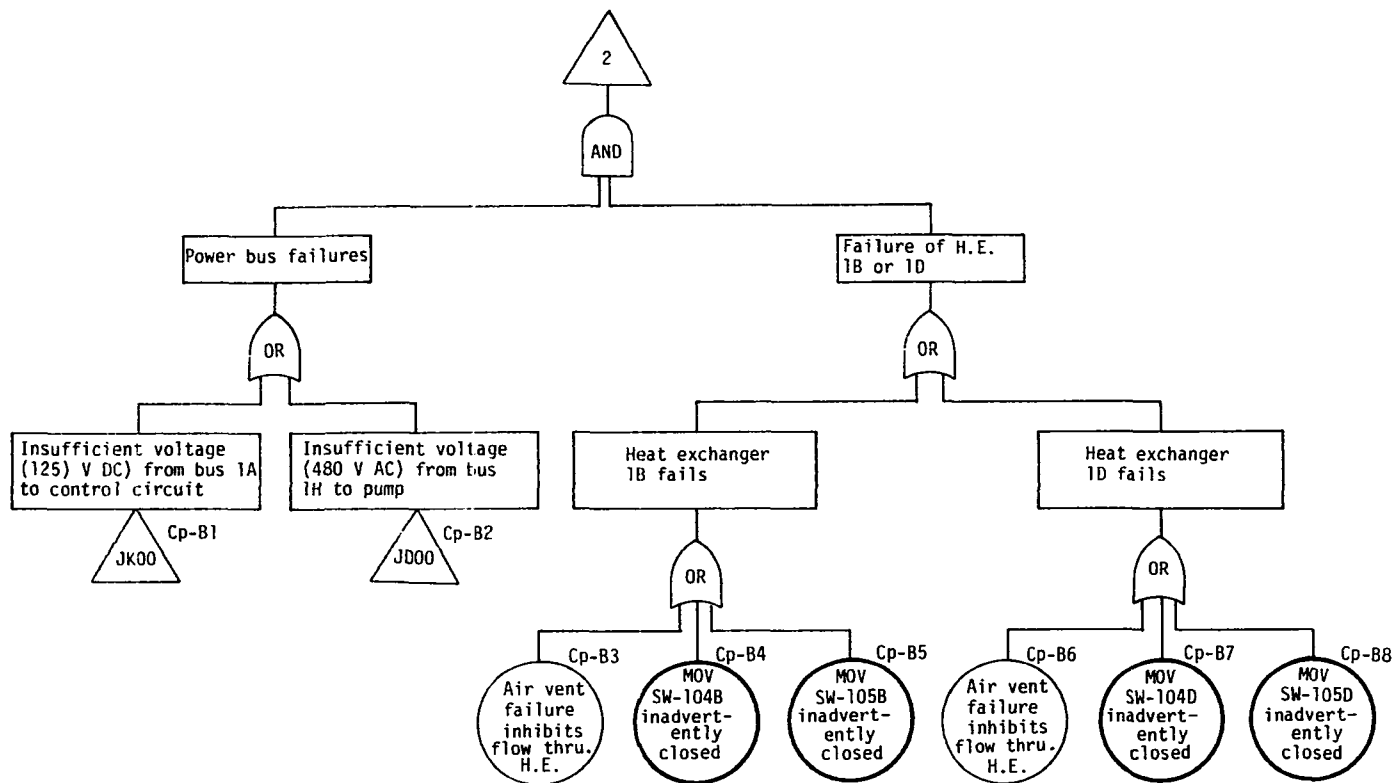 2
AND
Power bus failures
Failure of H.E.
1B or 1D
OR
OR
Insufficient voltage
(125) V DC) from bus 1A
to control circuit
Insufficient voltage
(480 V AC) from bus
1H to pump
Heat exchanger
1B fails
Heat exchanger
1D fails
JK00
Cp-B1
JD00
Cp-B2
OR
OR
Cp-B3
Air vent
failure
inhibits
flow thru.
H.E.
Cp-B4
MOV
SW-104B
inadvert-
ently
closed
Cp-B5
MOV
SW-105B
inadvert-
ently
closed
Cp-B6
Air vent
failure
inhibits
flow thru.
H.E.
Cp-B7
MOV
SW-104D
inadvert-
ently
closed
Cp-B8
MOV
SW-105D
inadvert-
ently
closed